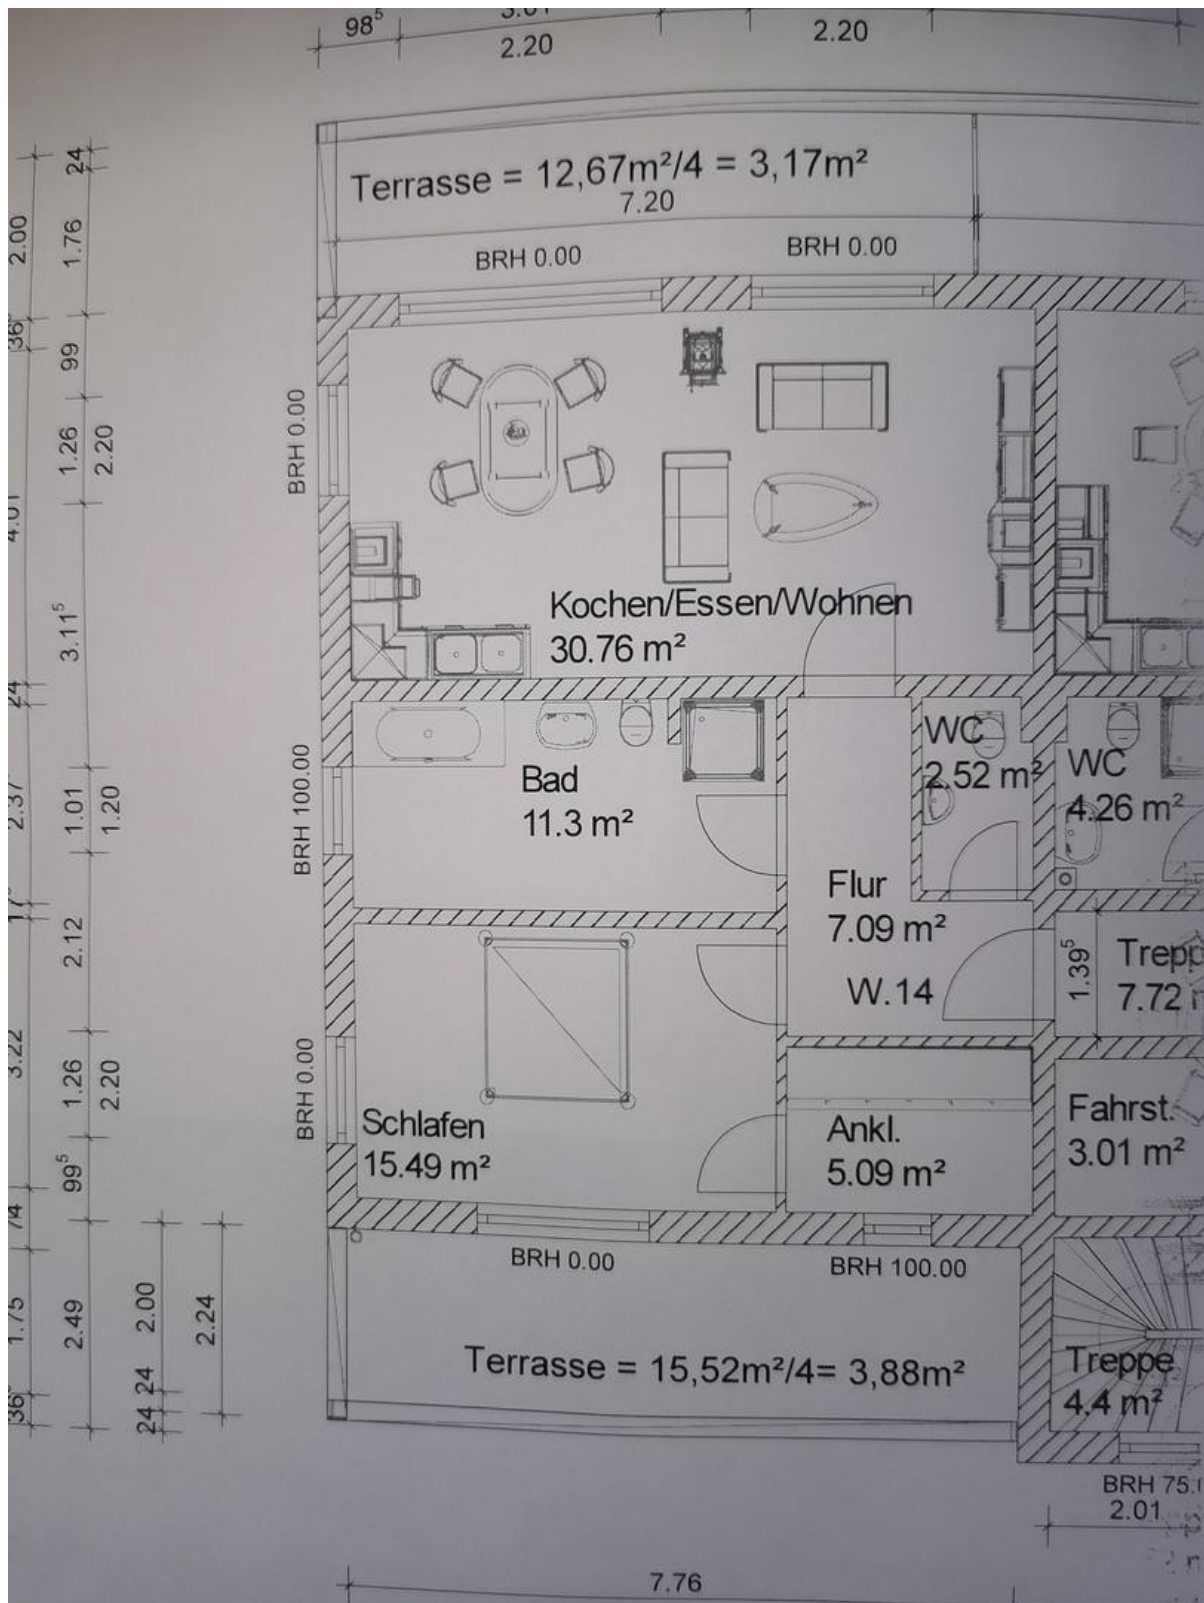 98⁵
2.20
2.20
Terrasse = 12,67m²/4 = 3,17m²
7.20
BRH 0.00
BRH 0.00
24
2.00
1.76
99
1.26
2.20
BRH 0.00
3.11⁵
Kochen/Essen/Wohnen
30.76 m²
24
2.37
1.01
1.20
BRH 100.00
Bad
11.3 m²
WC
2.52 m²
WC
4.26 m²
Flur
7.09 m²
W.14
2.12
1.39⁵
7.72
3.22
1.26
2.20
BRH 0.00
99⁵
Schlafen
15.49 m²
Ankl.
5.09 m²
Fahrst.
3.01 m²
BRH 0.00
BRH 100.00
1.75
2.49
2.00
24
24
2.24
Terrasse = 15,52m²/4= 3,88m²
Treppe
4.4 m²
BRH 75.
2.01
7.76